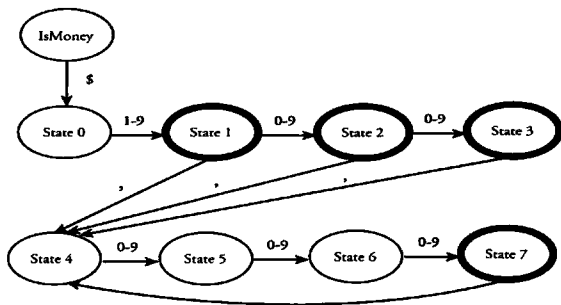 IsMoney
$
State 0
1-9
State 1
0-9
State 2
0-9
State 3
, , ,
State 4
0-9
State 5
0-9
State 6
0-9
State 7